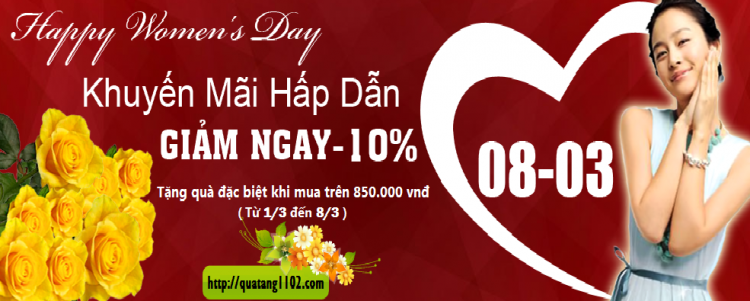 Happy Women's Day
Khuyến Mãi Hấp Dẫn
GIẢM NGAY-10%
08-03
Tặng quà đặc biệt khi mua trên 850.000 vnđ
( Từ 1/3 đến 8/3 )
http://quatang1102.com